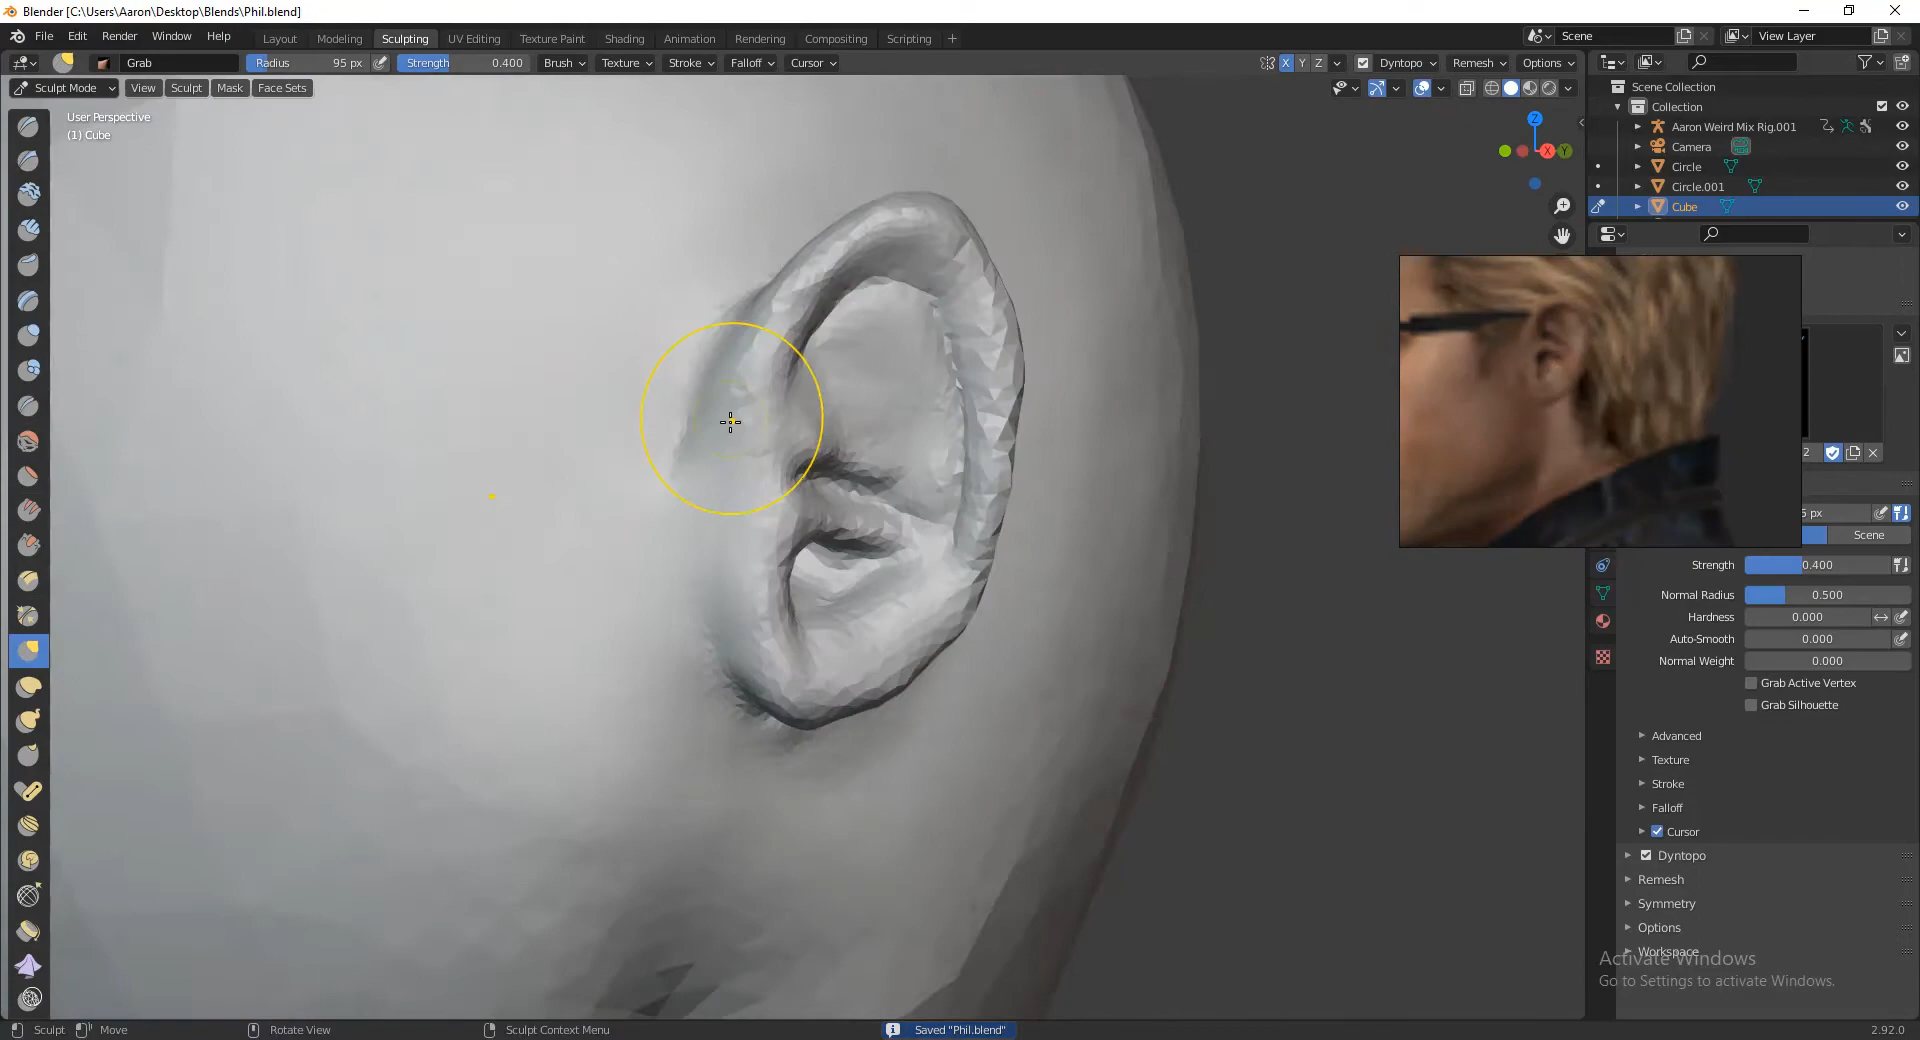 Blender [C:\Users\Aaron\Desktop\Blends\Phil.blend]
File Edit Render Window Help
Layout Modeling Sculpting UV Editing Texture Paint Shading Animation Rendering Compositing Scripting +
Scene
View Layer
Grab
Radius 95 px
Strength 0.400
Brush Texture Stroke Falloff Cursor
X Y Z
Dyntopo Remesh Options
Sculpt Mode View Sculpt Mask Face Sets
User Perspective
(1) Cube
Z
X
Y
Scene Collection
Collection
Aaron Weird Mix Rig.001
Camera
Circle
Circle.001
Cube
2
5 px
Scene
Strength 0.400
Normal Radius 0.500
Hardness 0.000
Auto-Smooth 0.000
Normal Weight 0.000
Grab Active Vertex
Grab Silhouette
Advanced
Texture
Stroke
Falloff
Cursor
Dyntopo
Remesh
Symmetry
Options
Workspace
Activate Windows
Go to Settings to activate Windows.
Sculpt Move Rotate View Sculpt Context Menu Saved "Phil.blend" 2.92.0